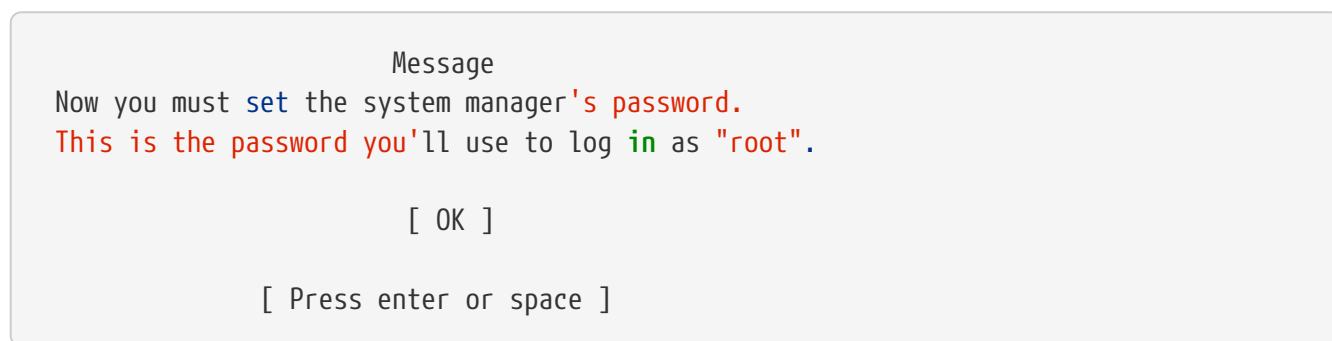 Message
Now you must set the system manager's password.
This is the password you'll use to log in as "root".
[ OK ]
[ Press enter or space ]